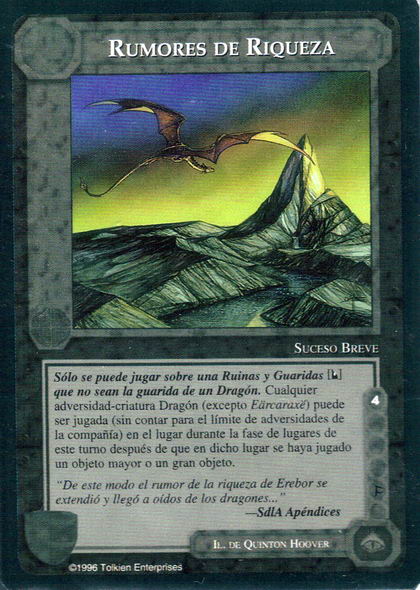 RUMORES DE RIQUEZA
SUCESO BREVE
Sólo se puede jugar sobre una Ruinas y Guaridas [ ]
que no sean la guarida de un Dragón. Cualquier
adversidad-criatura Dragón (excepto Eärcaraxë) puede
ser jugada (sin contar para el límite de adversidades de
la compañía) en el lugar durante la fase de lugares de
este turno después de que en dicho lugar se haya jugado
un objeto mayor o un gran objeto.
4
"De este modo el rumor de la riqueza de Erebor se
extendió y llegó a oídos de los dragones..."
—SdlA Apéndices
IL. DE QUINTON HOOVER
©1996 Tolkien Enterprises